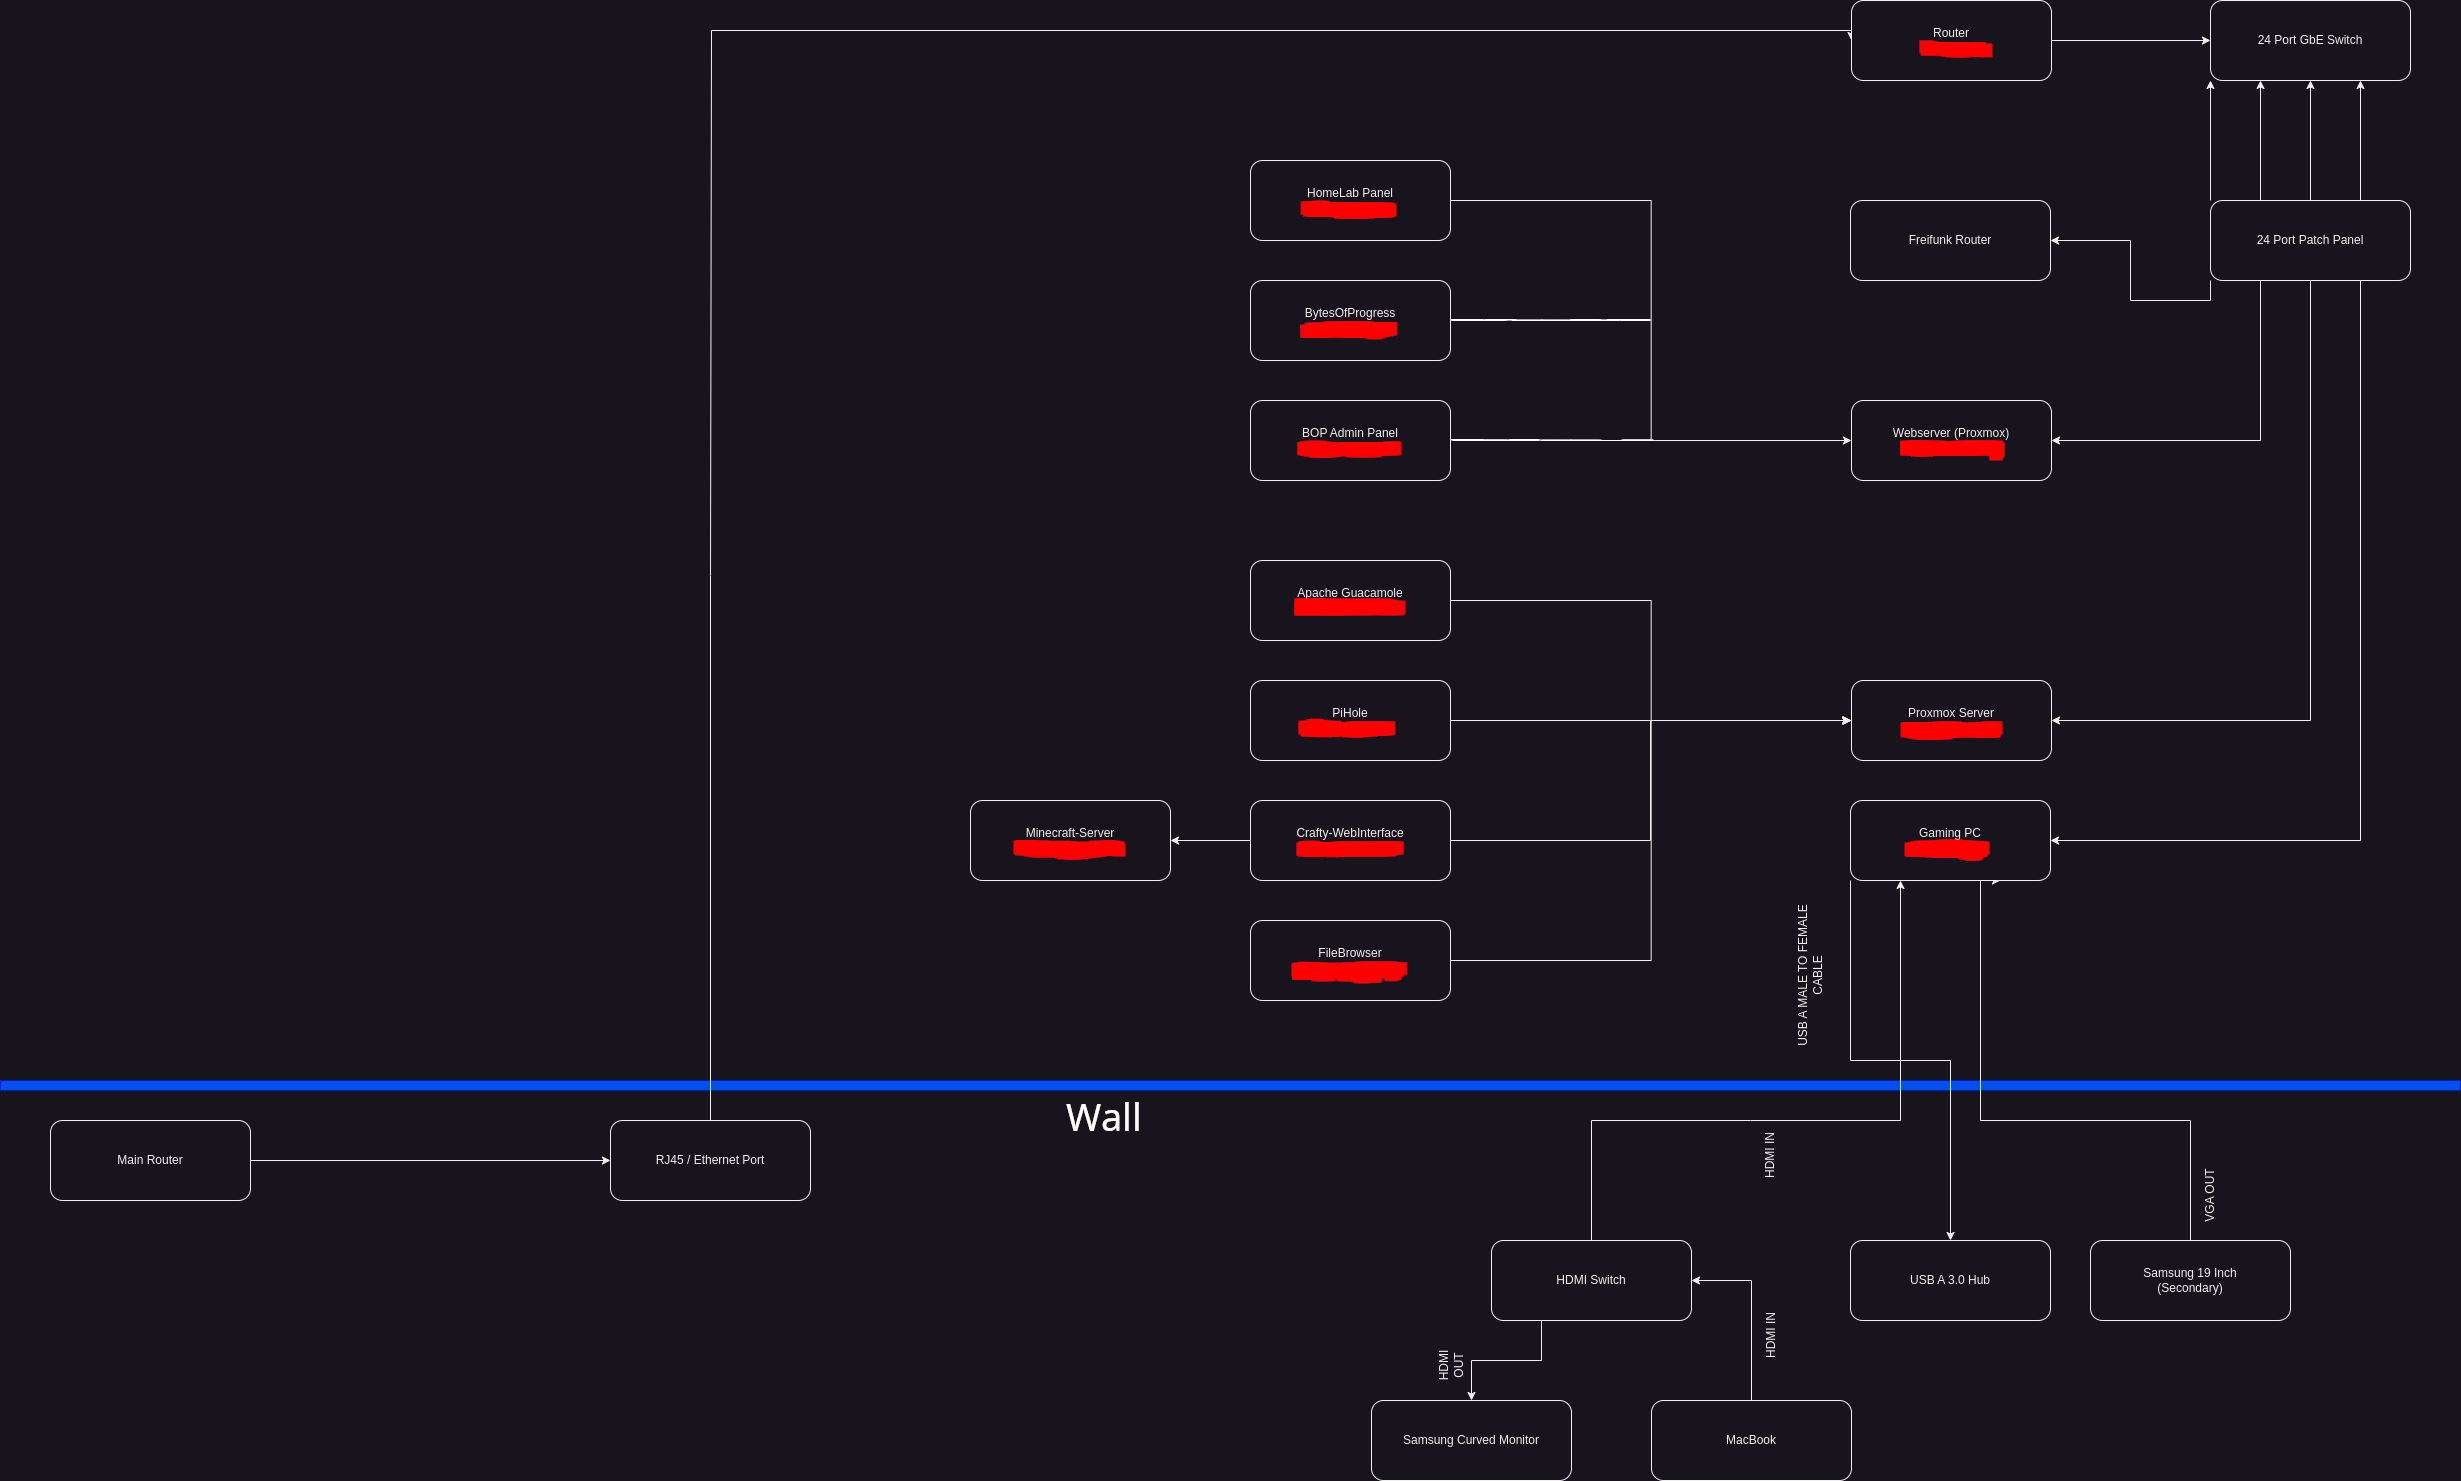 Router
24 Port GbE Switch
HomeLab Panel
Freifunk Router
24 Port Patch Panel
BytesOfProgress
BOP Admin Panel
Webserver (Proxmox)
Apache Guacamole
PiHole
Proxmox Server
Minecraft-Server
Crafty-WebInterface
Gaming PC
FileBrowser
USB A MALE TO FEMALE
CABLE
Wall
Main Router
RJ45 / Ethernet Port
HDMI IN
VGA OUT
HDMI Switch
USB A 3.0 Hub
Samsung 19 Inch
(Secondary)
HDMI
OUT
HDMI IN
Samsung Curved Monitor
MacBook